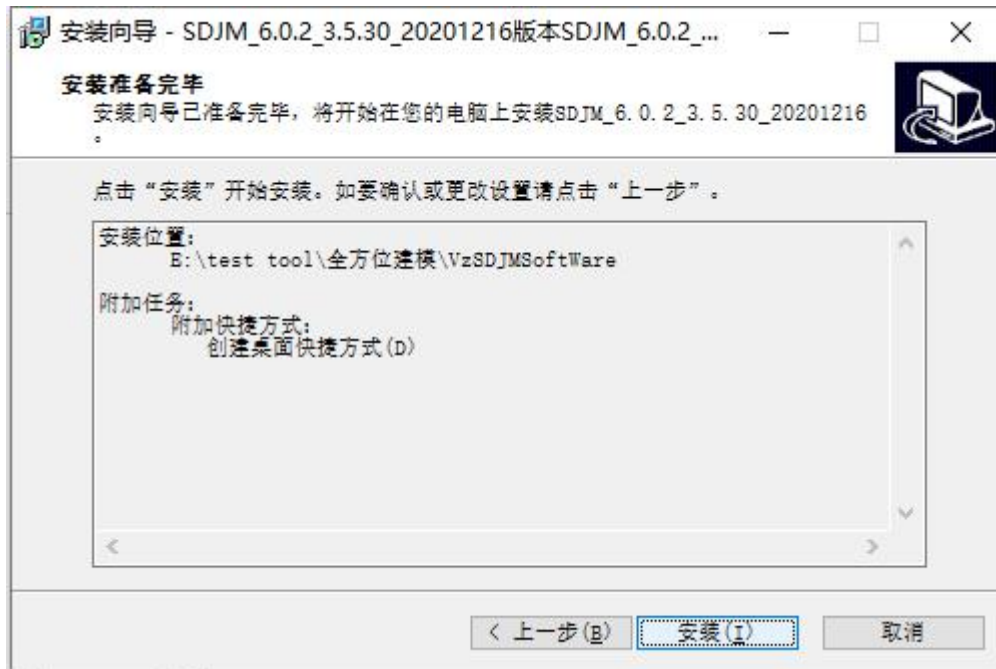 安装向导 - SDJM_6.0.2_3.5.30_20201216版本SDJM_6.0.2_...
安装准备完毕
安装向导已准备完毕，将开始在您的电脑上安装SDJM_6.0.2_3.5.30_20201216
。
点击“安装”开始安装。如要确认或更改设置请点击“上一步”。
安装位置：
E:\test tool\全方位建模\VzSDJMSoftWare
附加任务：
附加快捷方式：
创建桌面快捷方式(D)
< 上一步(B) 安装(I) 取消